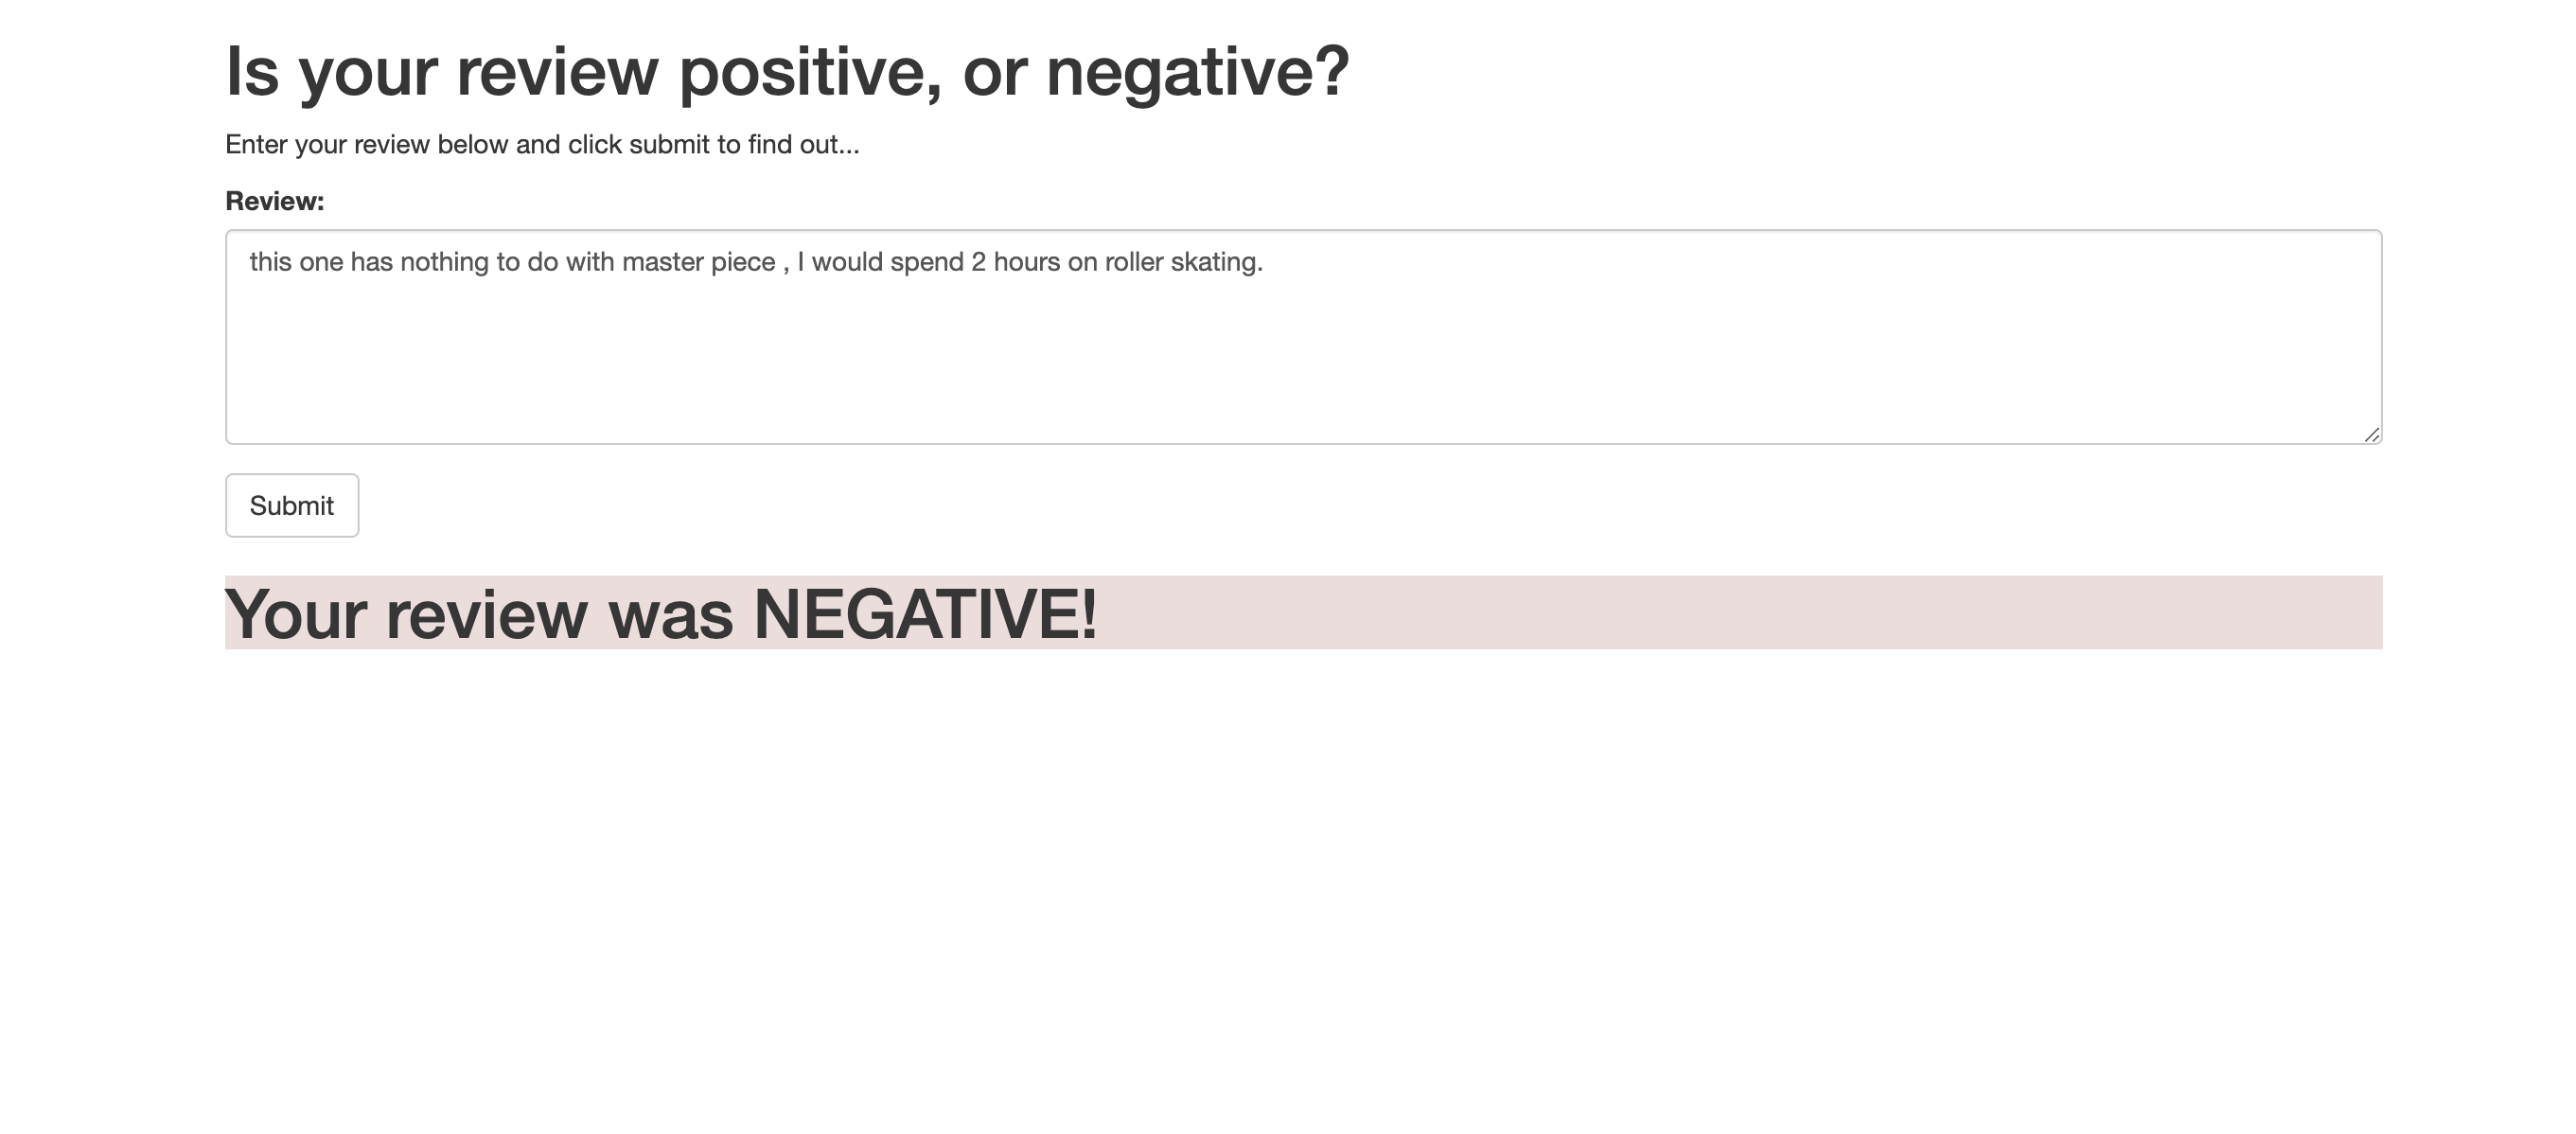 Is your review positive, or negative?
Enter your review below and click submit to find out...
Review:
this one has nothing to do with master piece , I would spend 2 hours on roller skating.
Submit
Your review was NEGATIVE!